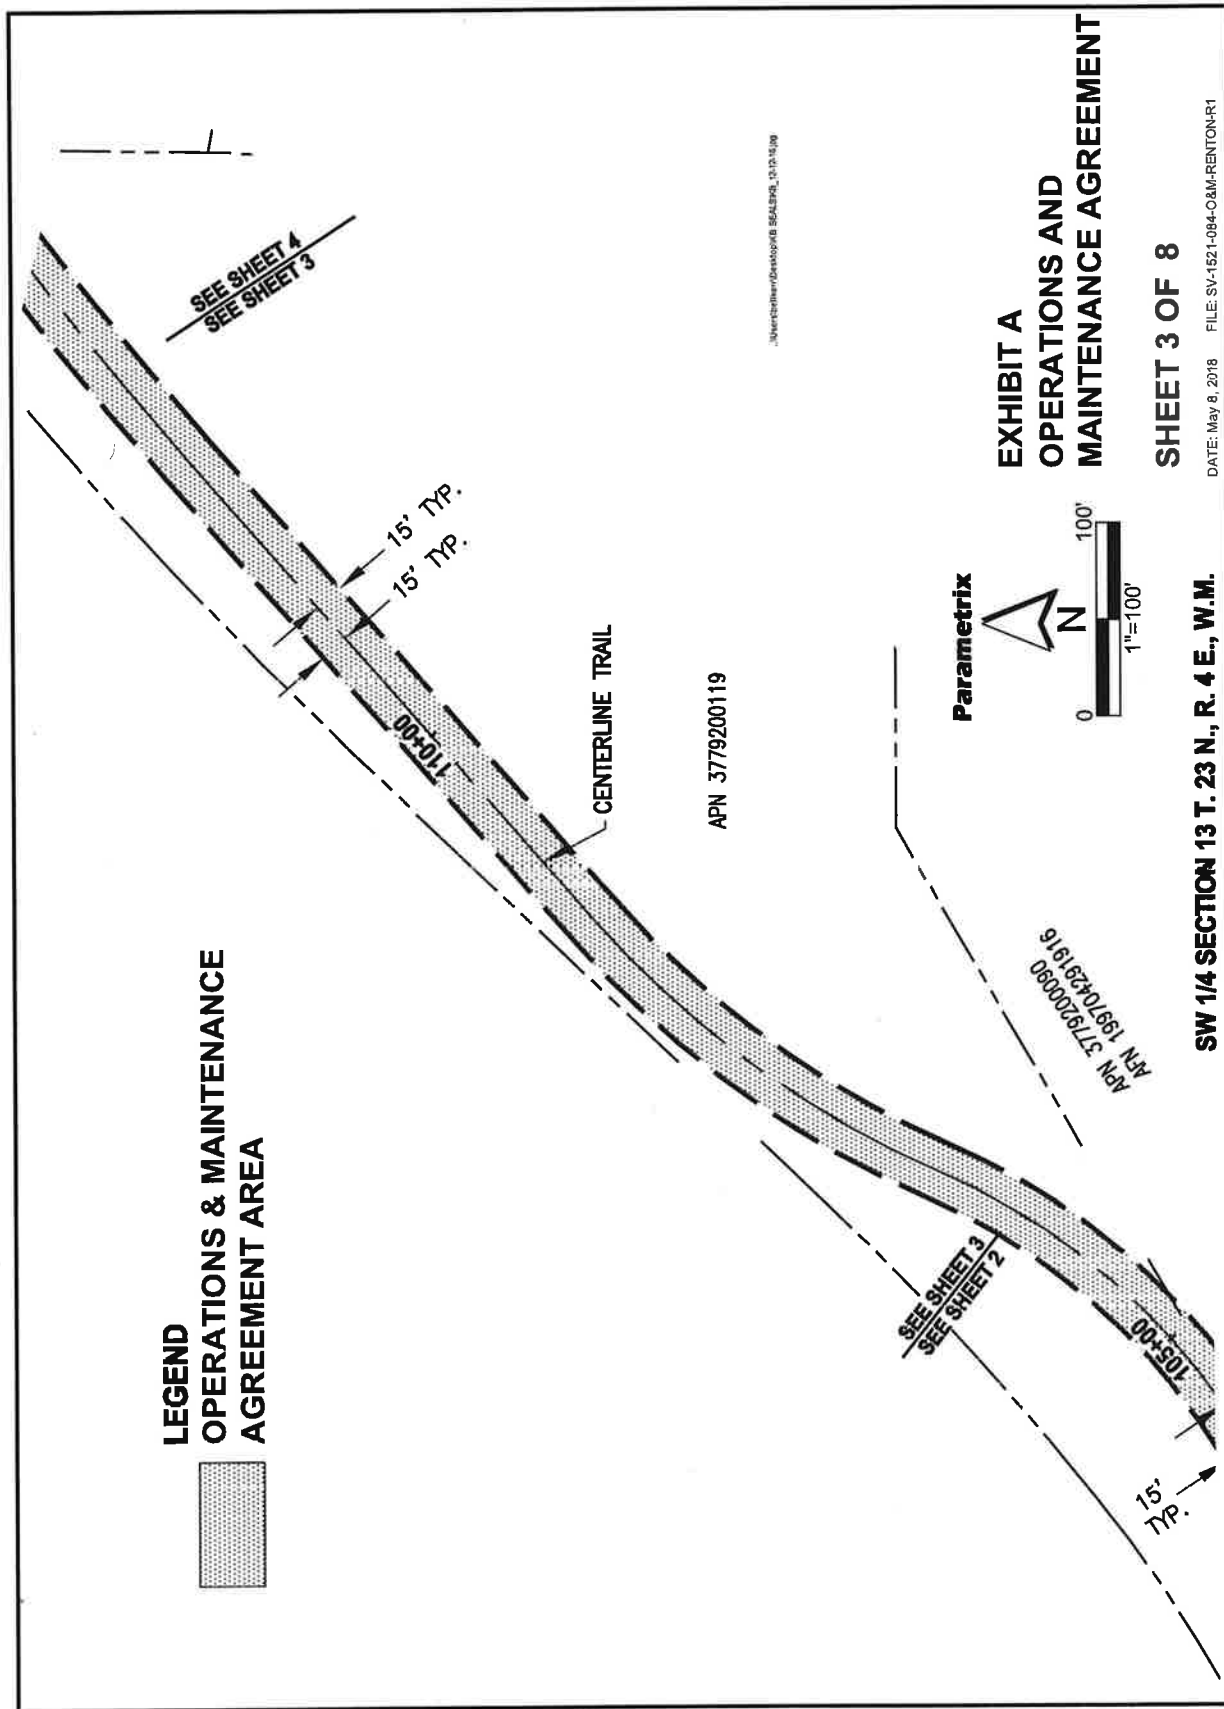 LEGEND
OPERATIONS & MAINTENANCE
AGREEMENT AREA
SEE SHEET 4
SEE SHEET 3
15' TYP.
15' TYP.
110+00
CENTERLINE TRAIL
APN 3779200119
SEE SHEET 3
SEE SHEET 2
105+00
15'
TYP.
APN 3779200090
AFN 199704291916
Parametrix
N
0
100'
1"=100'
EXHIBIT A
OPERATIONS AND
MAINTENANCE AGREEMENT
SHEET 3 OF 8
SW 1/4 SECTION 13 T. 23 N., R. 4 E., W.M.
DATE: May 8, 2018 FILE: SV-1521-084-O&M-RENTON-R1